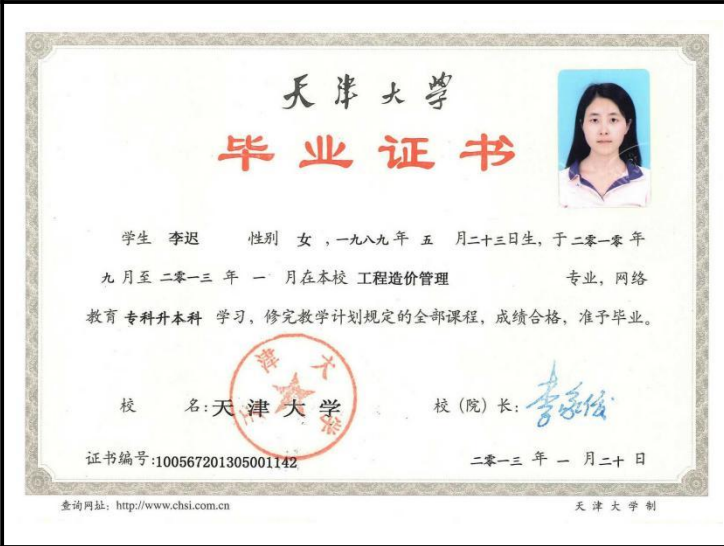 天津大学
毕业证书
学生 李迟 性别 女 ,一九八九年 五 月二十三日生，于二零一零年
九月至二零一三 年 一 月在本校 工程造价管理 专业，网络
教育 专科升本科 学习，修完教学计划规定的全部课程，成绩合格，准予毕业。
校 名:天津大学 校（院）长:
证书编号:100567201305001142 二零一三 年 一 月二十日
查询网址：http://www.chsi.com.cn 天津大学制